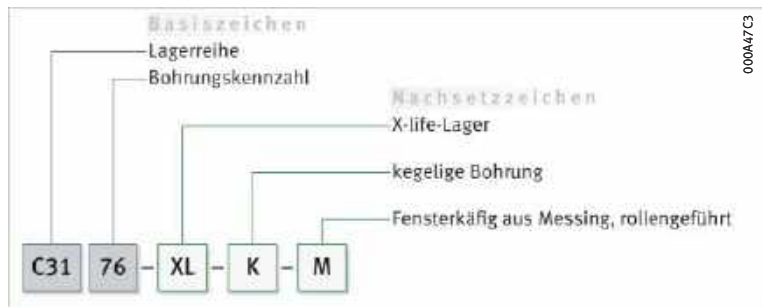 Basiszeichen
Lagerreihe
Bohrungskennzahl
Nachsetzzeichen
X-life-Lager
kegelige Bohrung
Fensterkäfig aus Messing, rollengeführt
C31 76 – XL – K – M
000A47C3